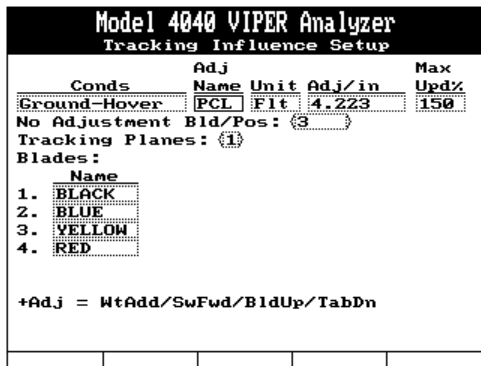 Model 4040 VIPER Analyzer
Tracking Influence Setup
Adj Max
Conds Name Unit Adj/in Upd%
Ground-Hover PCL Flt 4.223 150
No Adjustment Bld/Pos: {3 }
Tracking Planes: {1}
Blades:
Name
1. BLACK
2. BLUE
3. YELLOW
4. RED
+Adj = WtAdd/SwFwd/BldUp/TabDn